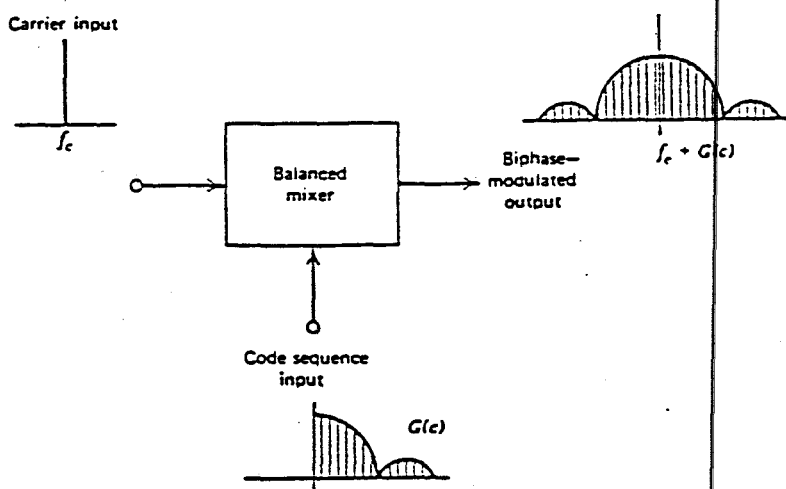 Carrier input
f_c
Balanced
mixer
Biphase—
modulated
output
f_c + G(c)
Code sequence
input
G(c)